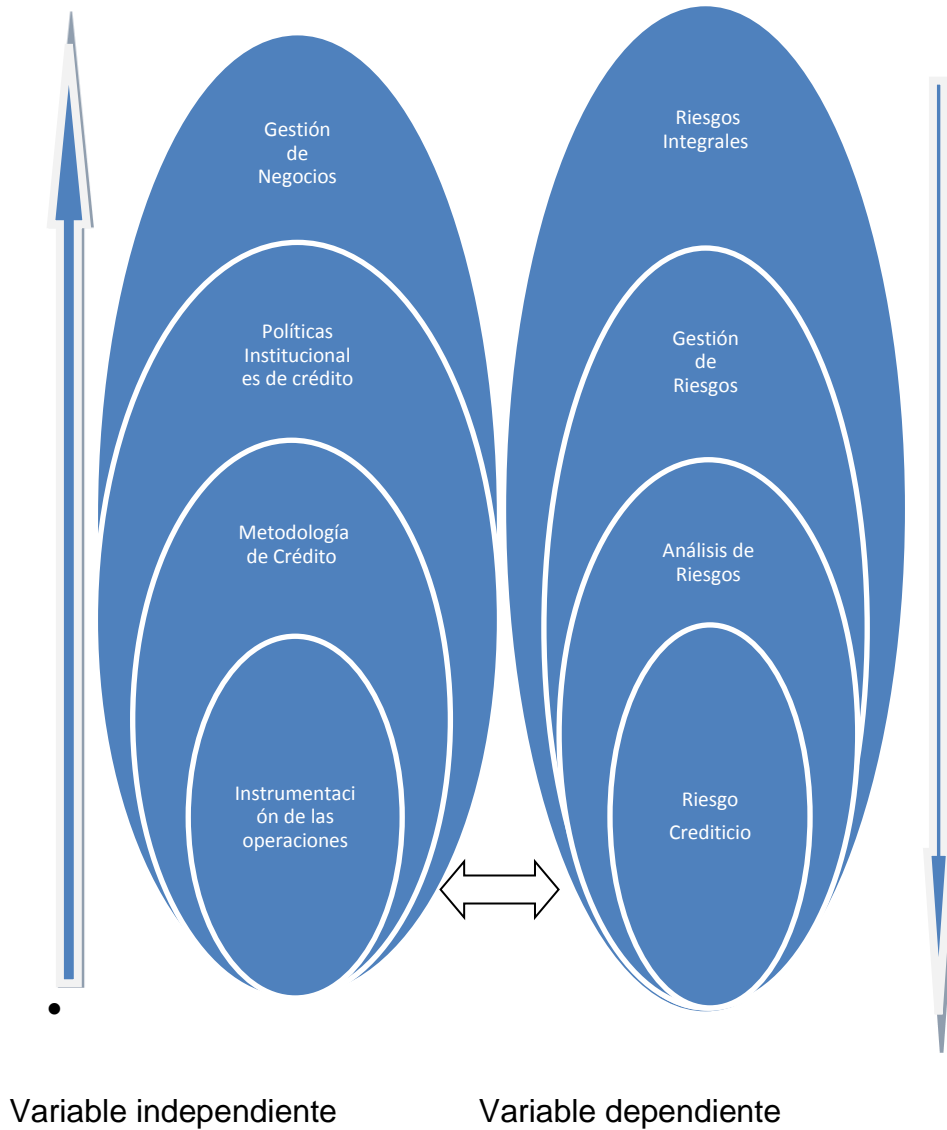 Gestión
de
Negocios
Políticas
Institucional
es de crédito
Metodología
de Crédito
Instrumentaci
ón de las
operaciones
Riesgos
Integrales
Gestión
de
Riesgos
Análisis de
Riesgos
Riesgo
Crediticio
•
Variable independiente
Variable dependiente